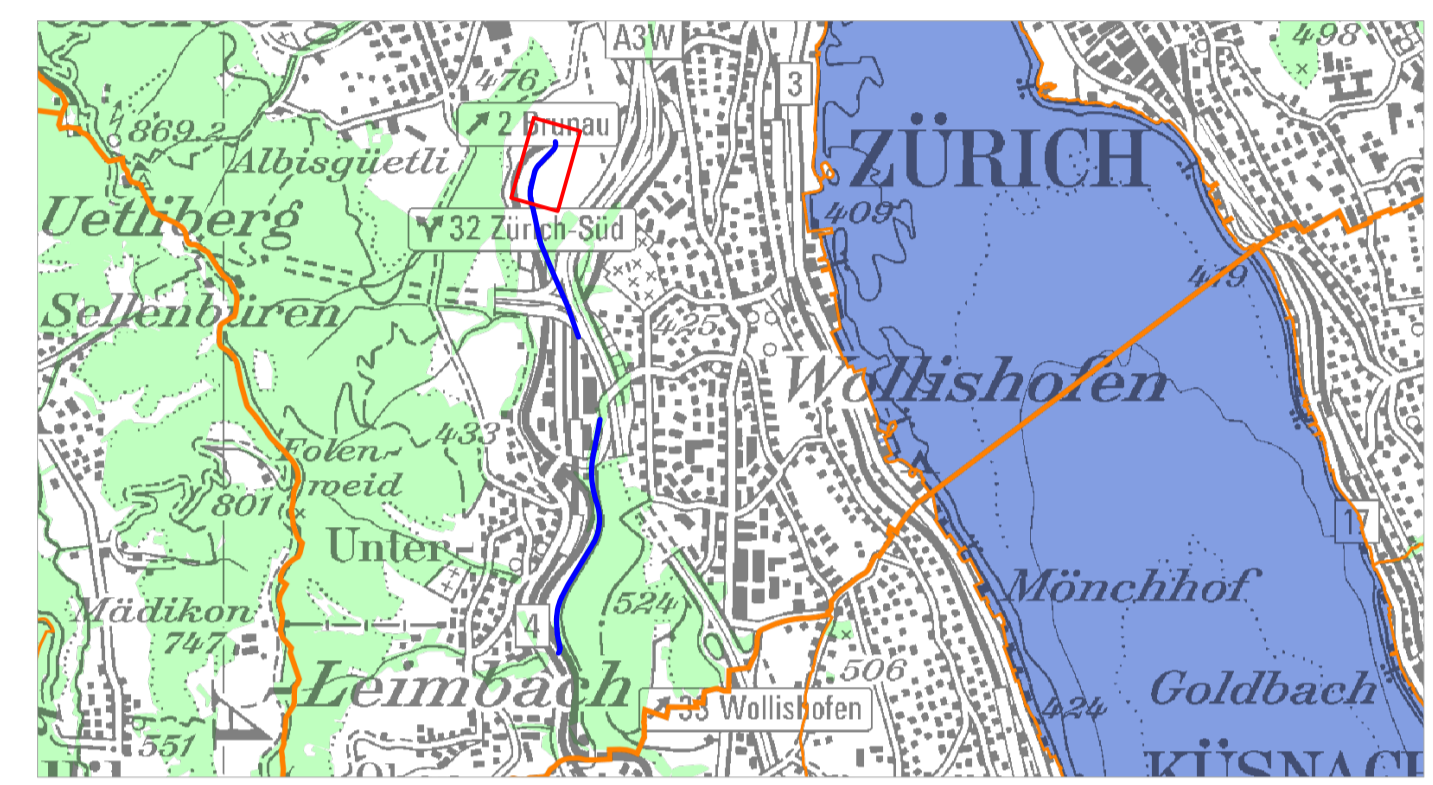 A3W
498
476
3
869.2
2 Brunau
ZÜRICH
Albisgüetli
Uetliberg
409
32 Zürich-Süd
419
Sellenbüren
425
Wollishofen
433
Folen-
weid
801
17
Unter-
Mönchhof
Mädikon
524
4
747
506
-Leimbach
Goldbach
33 Wollishofen
424
A
551
KÜSNACH